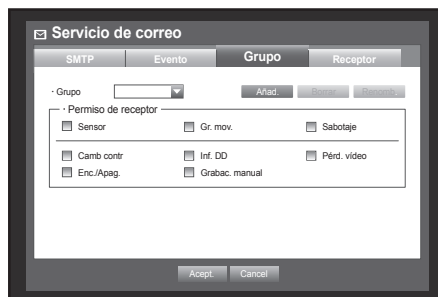 Servicio de correo
SMTP Evento Grupo Receptor
· Grupo Añad. Borrar Renomb.
· Permiso de receptor
Sensor Gr. mov. Sabotaje
Camb contr Inf. DD Pérd. vídeo
Enc./Apag. Grabac. manual
Acept. Cancel